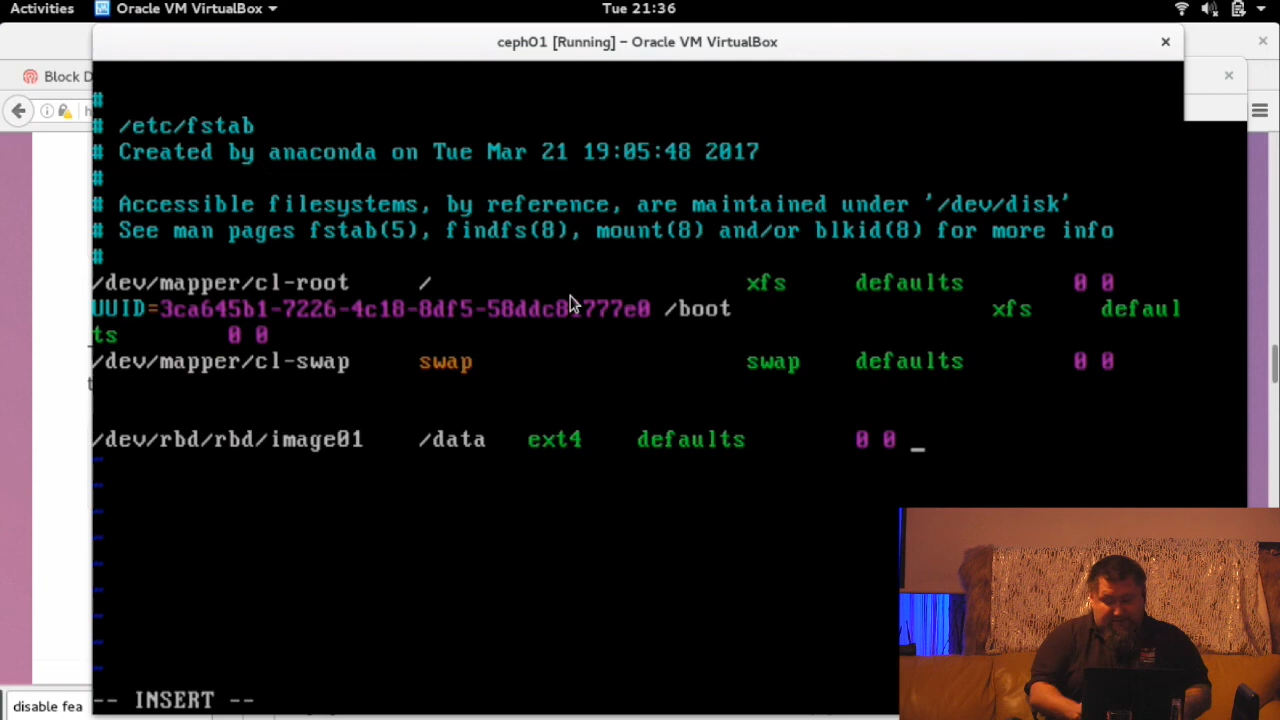 Activities Oracle VM VirtualBox Tue 21:36
ceph01 [Running] – Oracle VM VirtualBox
Block D
#
# /etc/fstab
# Created by anaconda on Tue Mar 21 19:05:48 2017
#
# Accessible filesystems, by reference, are maintained under '/dev/disk'
# See man pages fstab(5), findfs(8), mount(8) and/or blkid(8) for more info
#
/dev/mapper/cl-root / xfs defaults 0 0
/boot xfs defaul
ts 0 0
/dev/mapper/cl-swap swap swap defaults 0 0
/dev/rbd/rbd/image01 /data ext4 defaults 0 0 _
~
~
~
~
~
~
~
~
~
-- INSERT --
disable fea